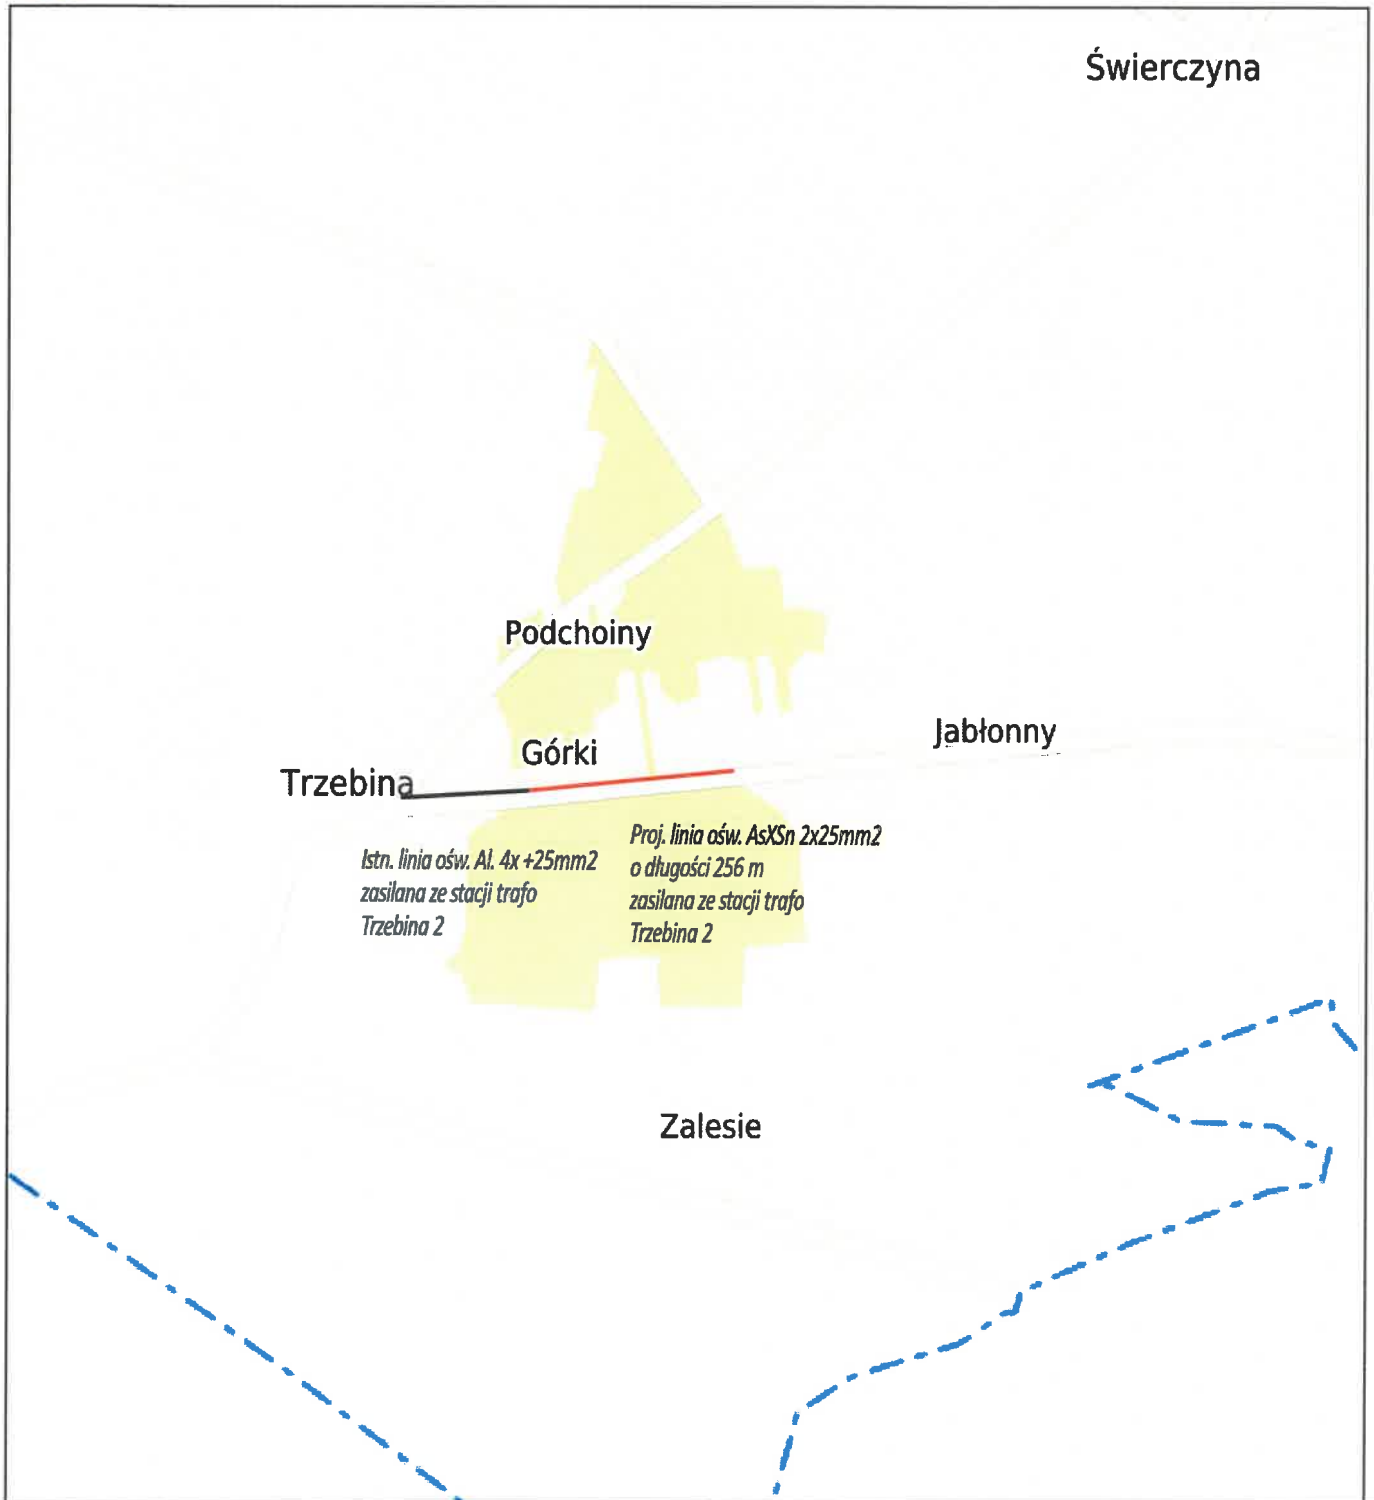 Świerczyna
Podchoiny
Jabłonny
Górki
Trzebina
Istn. linia ośw. Al. 4x +25mm2
zasilana ze stacji trafo
Trzebina 2
Proj. linia ośw. AsXSn 2x25mm2
o długości 256 m
zasilana ze stacji trafo
Trzebina 2
Zalesie